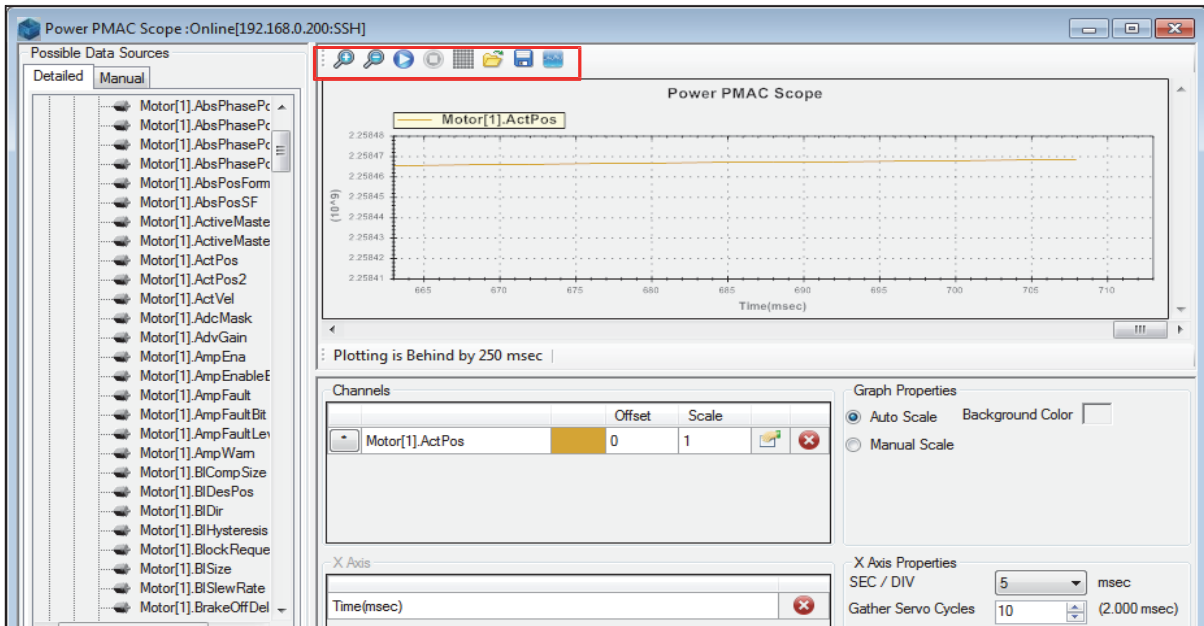 Power PMAC Scope :Online[192.168.0.200:SSH]
Possible Data Sources
Detailed
Manual
Motor[1].AbsPhasePc
Motor[1].AbsPhasePc
Motor[1].AbsPhasePc
Motor[1].AbsPhasePc
Motor[1].AbsPosForm
Motor[1].AbsPosSF
Motor[1].ActiveMaste
Motor[1].ActiveMaste
Motor[1].ActPos
Motor[1].ActPos2
Motor[1].ActVel
Motor[1].AdcMask
Motor[1].AdvGain
Motor[1].AmpEna
Motor[1].AmpEnableE
Motor[1].AmpFault
Motor[1].AmpFaultBit
Motor[1].AmpFaultLev
Motor[1].AmpWarn
Motor[1].BlCompSize
Motor[1].BlDesPos
Motor[1].BlDir
Motor[1].BlHysteresis
Motor[1].BlockReque
Motor[1].BlSize
Motor[1].BlSlewRate
Motor[1].BrakeOffDel
Power PMAC Scope
Motor[1].ActPos
2.25848
2.25847
2.25846
2.25845
2.25844
2.25843
2.25842
2.25841
(10^9)
665 670 675 680 685 690 695 700 705 710
Time(msec)
Plotting is Behind by 250 msec
Channels
Offset Scale
* Motor[1].ActPos 0 1
Graph Properties
Auto Scale Background Color
Manual Scale
X Axis
Time(msec)
X Axis Properties
SEC / DIV 5 msec
Gather Servo Cycles 10 (2.000 msec)